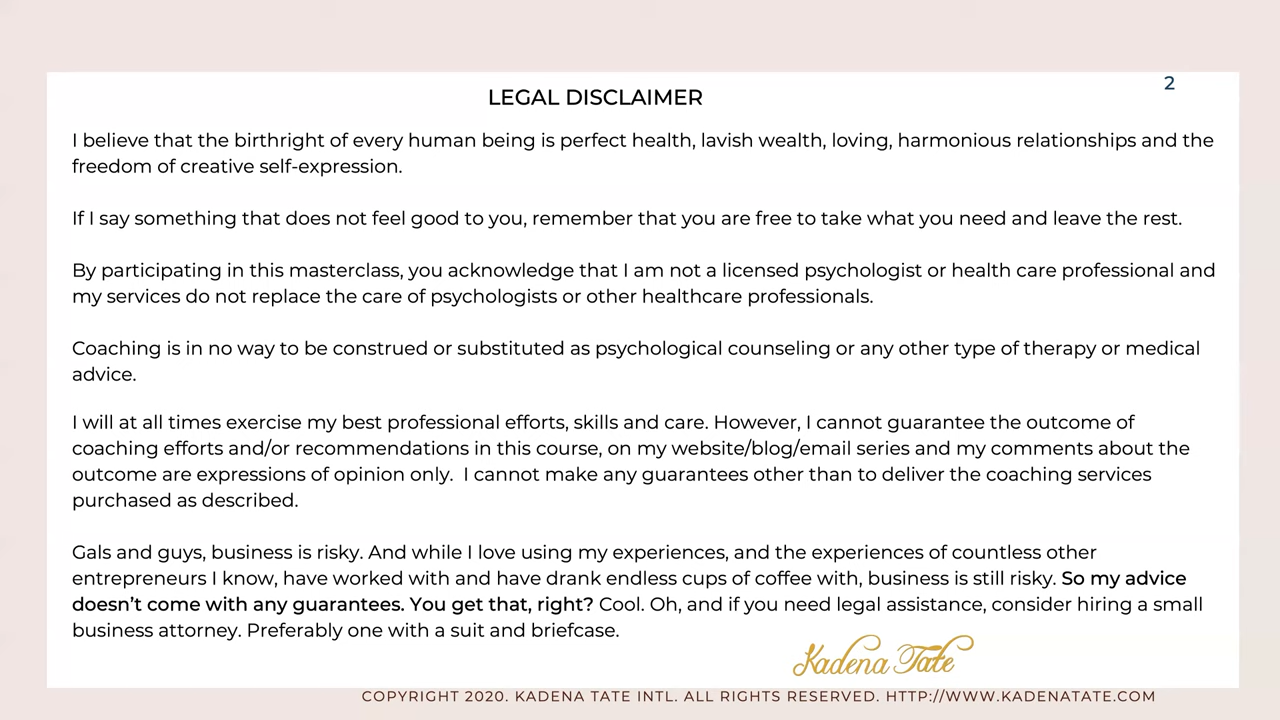 2
LEGAL DISCLAIMER
I believe that the birthright of every human being is perfect health, lavish wealth, loving, harmonious relationships and the
freedom of creative self-expression.
If I say something that does not feel good to you, remember that you are free to take what you need and leave the rest.
By participating in this masterclass, you acknowledge that I am not a licensed psychologist or health care professional and
my services do not replace the care of psychologists or other healthcare professionals.
Coaching is in no way to be construed or substituted as psychological counseling or any other type of therapy or medical
advice.
I will at all times exercise my best professional efforts, skills and care. However, I cannot guarantee the outcome of
coaching efforts and/or recommendations in this course, on my website/blog/email series and my comments about the
outcome are expressions of opinion only.  I cannot make any guarantees other than to deliver the coaching services
purchased as described.
Gals and guys, business is risky. And while I love using my experiences, and the experiences of countless other
entrepreneurs I know, have worked with and have drank endless cups of coffee with, business is still risky. So my advice
doesn’t come with any guarantees. You get that, right? Cool. Oh, and if you need legal assistance, consider hiring a small
business attorney. Preferably one with a suit and briefcase.
Kadena Tate
COPYRIGHT 2020. KADENA TATE INTL. ALL RIGHTS RESERVED. HTTP://WWW.KADENATATE.COM